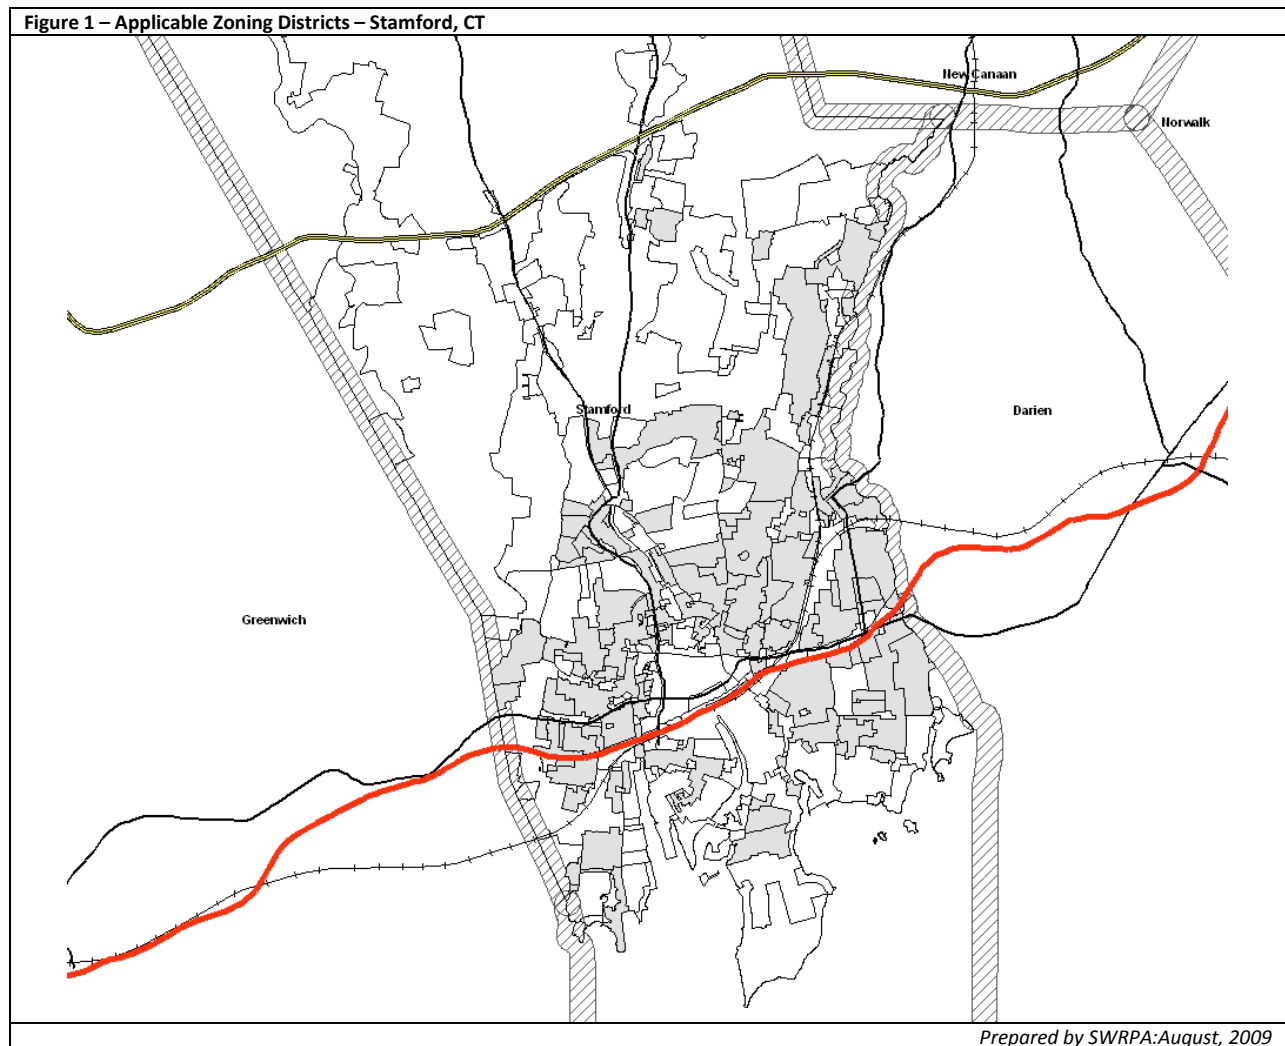 Figure 1 – Applicable Zoning Districts – Stamford, CT
New Canaan
Norwalk
Stamford
Darien
Greenwich
Prepared by SWRPA:August, 2009